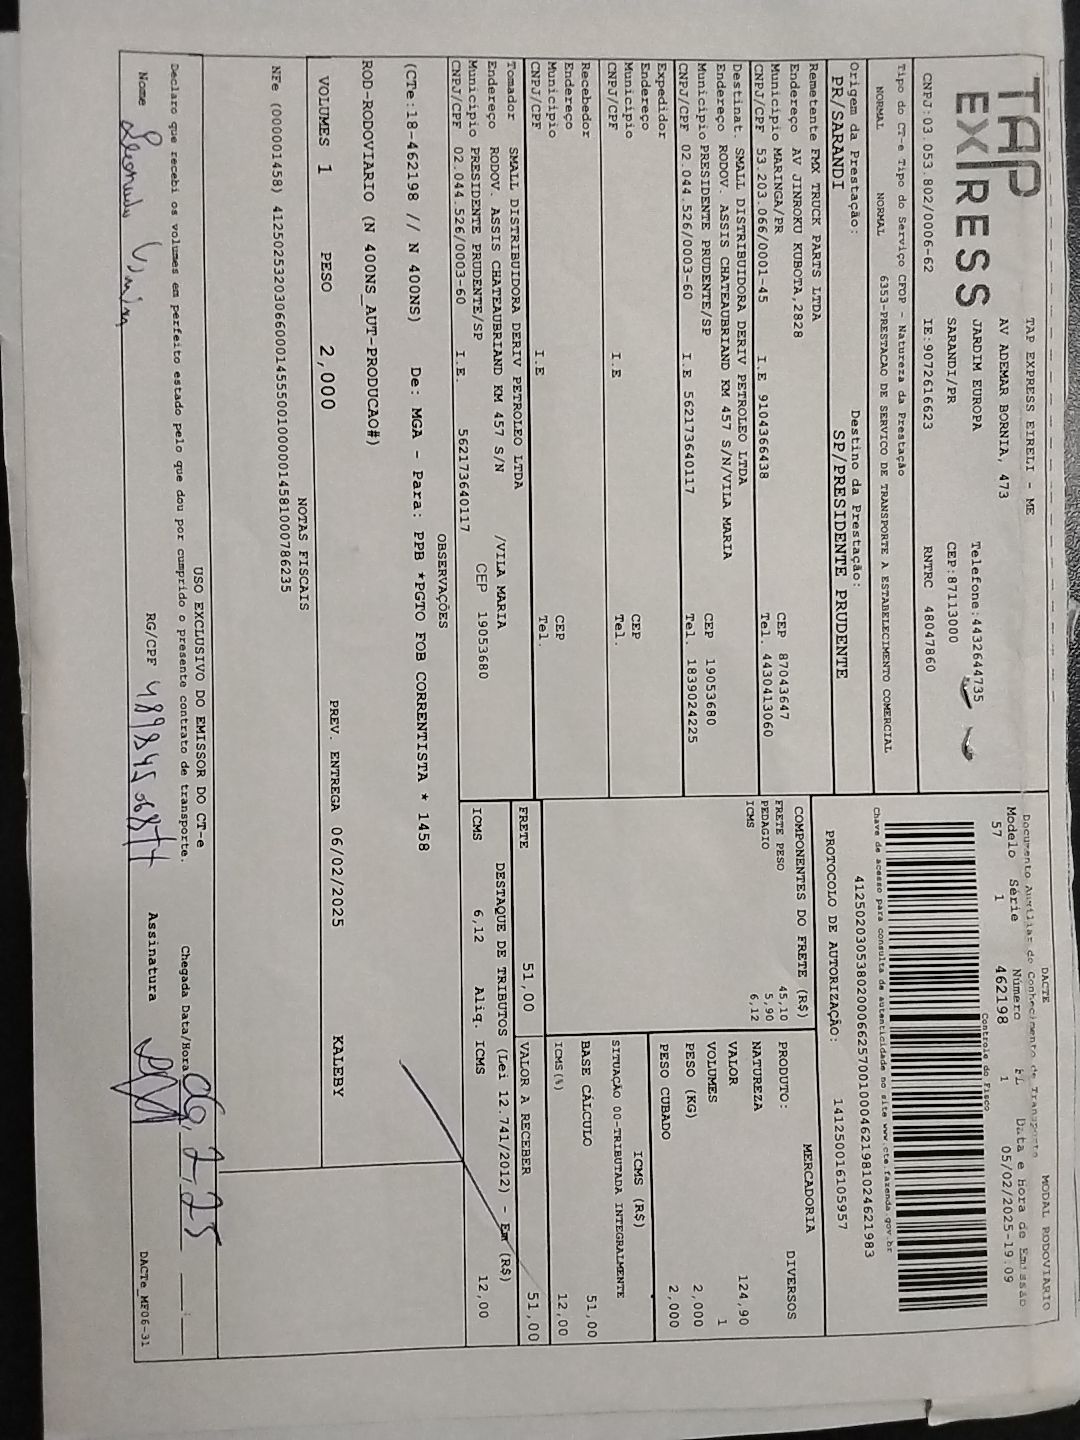 TAP
EXPRESS
TAP EXPRESS EIRELI - ME
AV ADEMAR BORNIA, 473
JARDIM EUROPA Telefone:4432644735
SARANDI/PR CEP:87113000
CNPJ:03.053.802/0006-62 IE:9072616623 RNTRC 48047860
DACTE MODAL RODOVIARIO
Documento Auxiliar do Conhecimento de Transporte
Modelo Série Número FL Data e Hora de Emissão
57 1 462198 1 05/02/2025-19:09
Controle do Fisco
Chave de acesso para consulta de autenticidade no site www.cte.fazenda.gov.br
41250203053802000662570010004621981024621983
PROTOCOLO DE AUTORIZAÇÃO: 141250016105957
Tipo do CT-e Tipo do Serviço CFOP - Natureza da Prestação
NORMAL NORMAL 6353-PRESTACAO DE SERVICO DE TRANSPORTE A ESTABELECIMENTO COMERCIAL
Origem da Prestação: Destino da Prestação:
PR/SARANDI SP/PRESIDENTE PRUDENTE
Remetente FMX TRUCK PARTS LTDA
Endereço AV JINROKU KUBOTA,2828
Município MARINGA/PR CEP 87043647
CNPJ/CPF 53.203.066/0001-45 I.E 9104366438 Tel. 4430413060
Destinat. SMALL DISTRIBUIDORA DERIV PETROLEO LTDA
Endereço RODOV. ASSIS CHATEAUBRIAND KM 457 S/N/VILA MARIA
Município PRESIDENTE PRUDENTE/SP CEP 19053680
CNPJ/CPF 02.044.526/0003-60 I.E 562173640117 Tel. 1839024225
Expedidor
Endereço
Município CEP
CNPJ/CPF I.E Tel.
Recebedor
Endereço
Município CEP
CNPJ/CPF I.E Tel.
Tomador SMALL DISTRIBUIDORA DERIV PETROLEO LTDA
Endereço RODOV. ASSIS CHATEAUBRIAND KM 457 S/N /VILA MARIA
Município PRESIDENTE PRUDENTE/SP CEP 19053680
CNPJ/CPF 02.044.526/0003-60 I.E. 562173640117
COMPONENTES DO FRETE (R$)
FRETE PESO 45,10
PEDAGIO 5,90
ICMS 6,12
MERCADORIA
PRODUTO: DIVERSOS
NATUREZA
VALOR 124,90
VOLUMES 1
PESO (KG) 2,000
PESO CUBADO 2,000
ICMS (R$)
SITUAÇÃO 00-TRIBUTADA INTEGRALMENTE
BASE CÁLCULO 51,00
ICMS (%) 12,00
FRETE 51,00 VALOR A RECEBER 51,00
DESTAQUE DE TRIBUTOS (Lei 12.741/2012) - Em (R$)
ICMS 6,12 Aliq. ICMS 12,00
OBSERVAÇÕES
(CTe:18-462198 // N 400NS) De: MGA - Para: PPB *PGTO FOB CORRENTISTA * 1458
ROD-RODOVIARIO (N 400NS_AUT-PRODUCAO#)
VOLUMES 1 PESO 2,000 PREV. ENTREGA 06/02/2025 KALEBY
NOTAS FISCAIS
NFe (000001458) 41250253203066000145550010000014581000786235
USO EXCLUSIVO DO EMISSOR DO CT-e
Declaro que recebi os volumes em perfeito estado pelo que dou por cumprido o presente contrato de transporte. Chegada Data/Hora 06/2/25
Nome RG/CPF Assinatura
DACTe_MF06-31